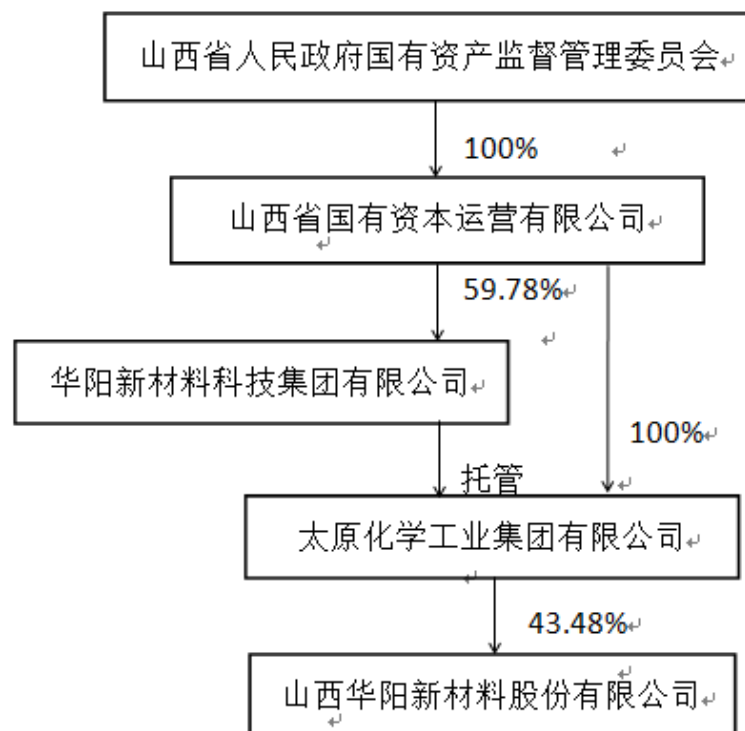 山西省人民政府国有资产监督管理委员会
100%
山西省国有资本运营有限公司
59.78%
华阳新材料科技集团有限公司
100%
托管
太原化学工业集团有限公司
43.48%
山西华阳新材料股份有限公司